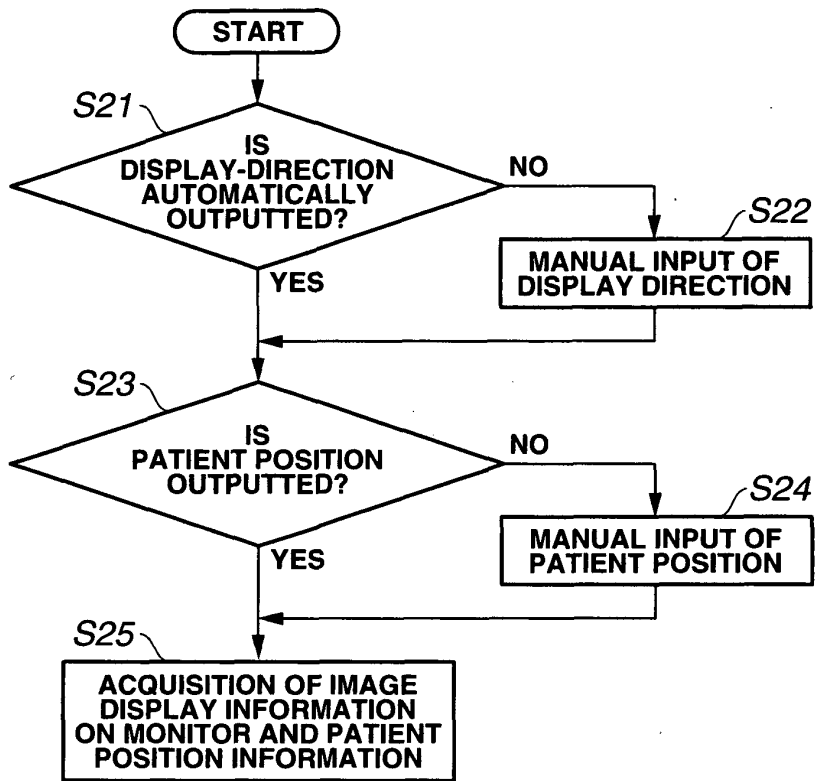 START
S21
IS
DISPLAY-DIRECTION
AUTOMATICALLY
OUTPUTTED?
NO
S22
MANUAL INPUT OF
DISPLAY DIRECTION
YES
S23
IS
PATIENT POSITION
OUTPUTTED?
NO
S24
MANUAL INPUT OF
PATIENT POSITION
YES
S25
ACQUISITION OF IMAGE
DISPLAY INFORMATION
ON MONITOR AND PATIENT
POSITION INFORMATION